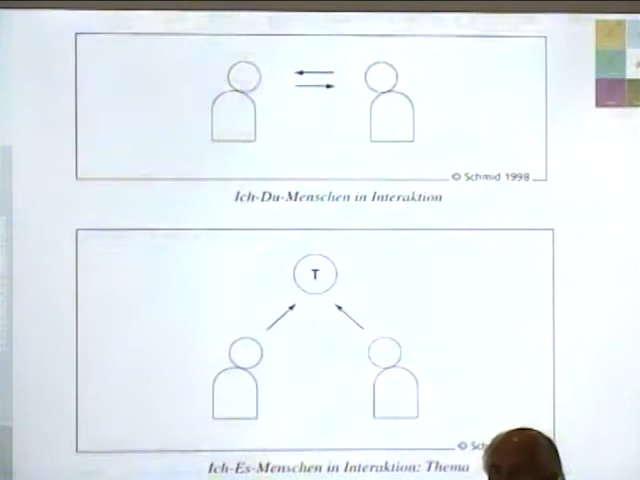 © Schmid 1998
Ich-Du-Menschen in Interaktion
T
©
Ich-Es-Menschen in Interaktion: Thema